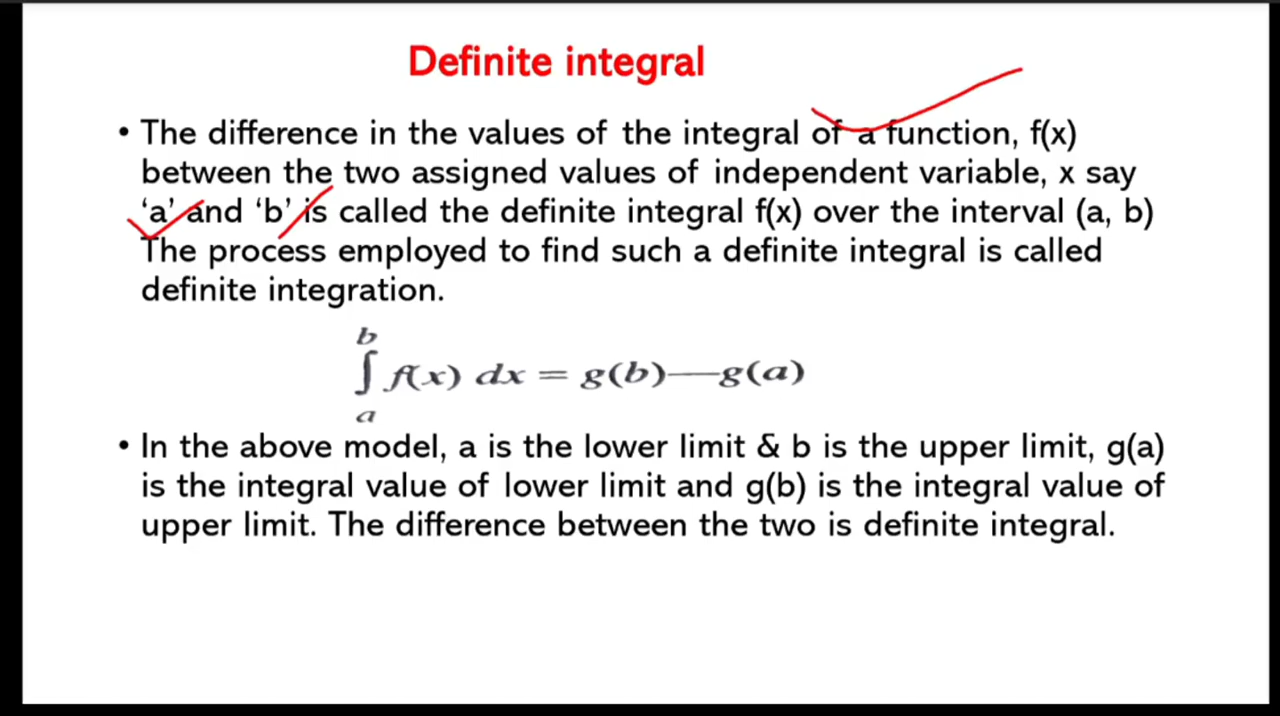 Definite integral
• The difference in the values of the integral of a function, f(x)
between the two assigned values of independent variable, x say
‘a’ and ‘b’ is called the definite integral f(x) over the interval (a, b)
The process employed to find such a definite integral is called
definite integration.
b
∫ f(x) dx = g(b)—g(a)
a
• In the above model, a is the lower limit & b is the upper limit, g(a)
is the integral value of lower limit and g(b) is the integral value of
upper limit. The difference between the two is definite integral.